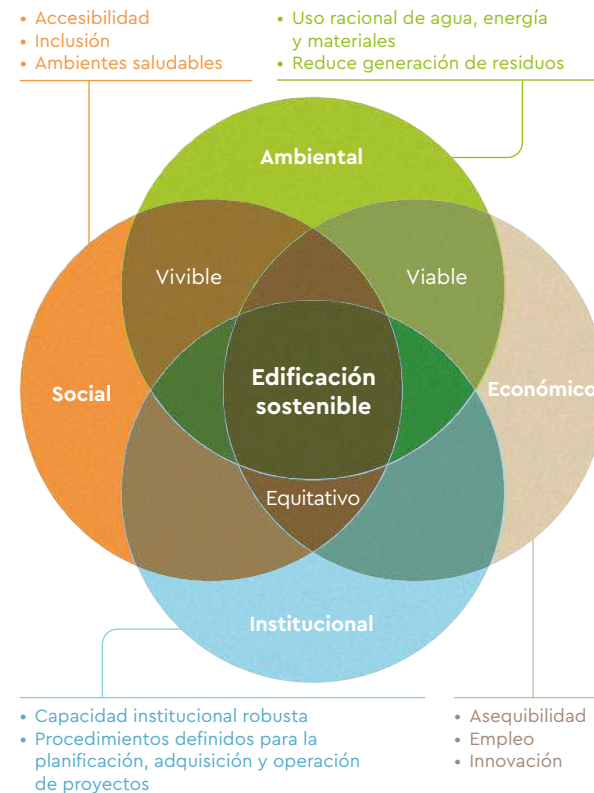 • Accesibilidad
• Inclusión
• Ambientes saludables
• Uso racional de agua, energía
y materiales
• Reduce generación de residuos
Ambiental
Vivible
Viable
Social
Edificación
sostenible
Económico
Equitativo
Institucional
• Capacidad institucional robusta
• Procedimientos definidos para la
planificación, adquisición y operación
de proyectos
• Asequibilidad
• Empleo
• Innovación